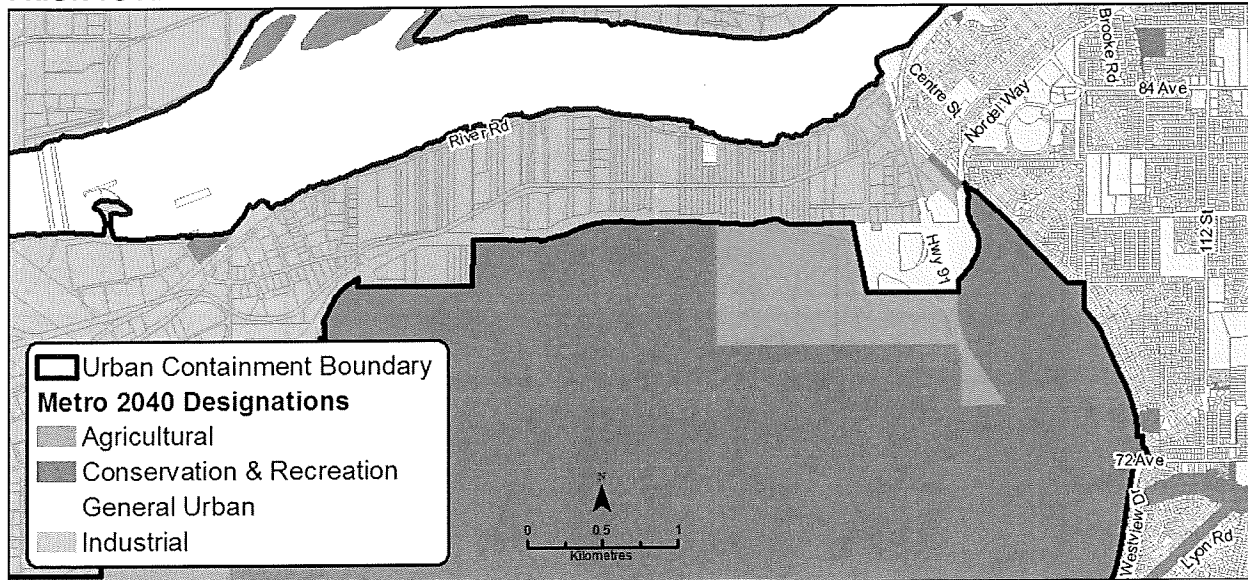 Brooke Rd
Centre St
Nordel Way
84 Ave
River Rd
112 St
Hwy 91
Urban Containment Boundary
Metro 2040 Designations
Agricultural
Conservation & Recreation
General Urban
Industrial
N
0 0.5 1
Kilometres
72 Ave
Westview Dr
Lyon Rd